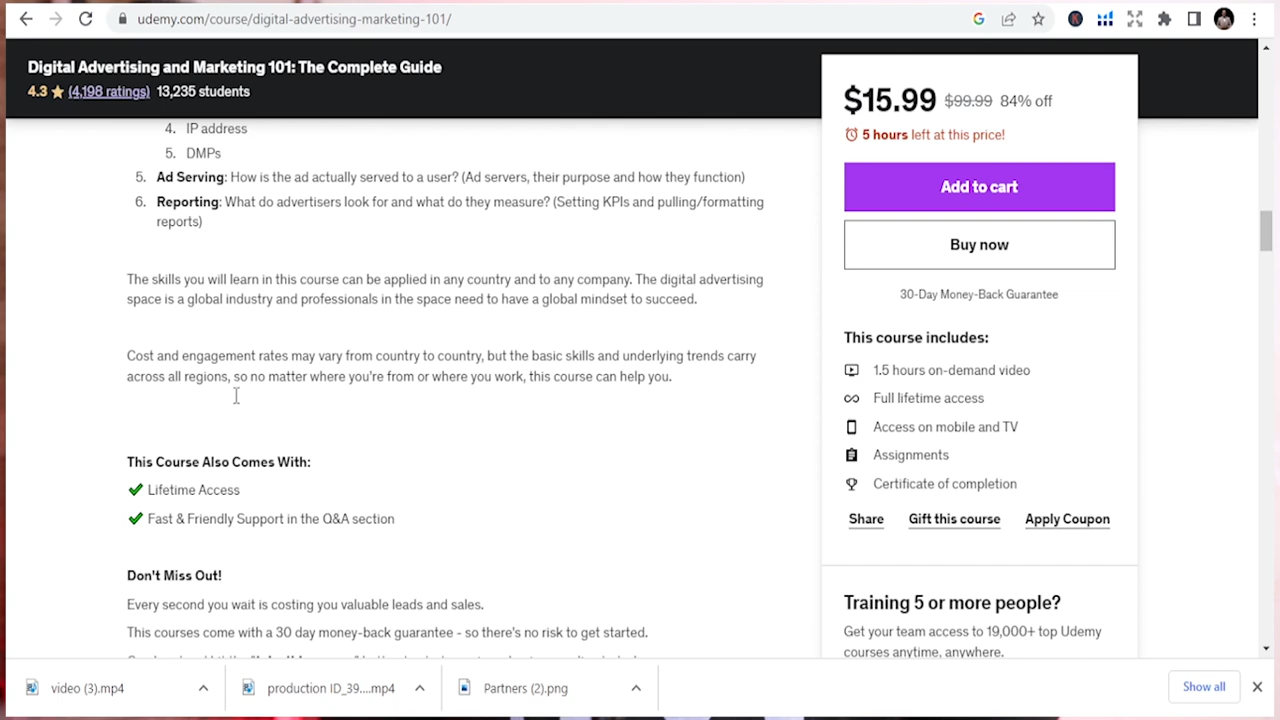 udemy.com/course/digital-advertising-marketing-101/
Digital Advertising and Marketing 101: The Complete Guide
4.3 ★ (4,198 ratings) 13,235 students
4. IP address
5. DMPs
5. Ad Serving: How is the ad actually served to a user? (Ad servers, their purpose and how they function)
6. Reporting: What do advertisers look for and what do they measure? (Setting KPIs and pulling/formatting
reports)
The skills you will learn in this course can be applied in any country and to any company. The digital advertising
space is a global industry and professionals in the space need to have a global mindset to succeed.
Cost and engagement rates may vary from country to country, but the basic skills and underlying trends carry
across all regions, so no matter where you're from or where you work, this course can help you.
This Course Also Comes With:
✔ Lifetime Access
✔ Fast & Friendly Support in the Q&A section
Don't Miss Out!
Every second you wait is costing you valuable leads and sales.
This courses come with a 30 day money-back guarantee - so there's no risk to get started.
$15.99 $99.99 84% off
5 hours left at this price!
Add to cart
Buy now
30-Day Money-Back Guarantee
This course includes:
1.5 hours on-demand video
Full lifetime access
Access on mobile and TV
Assignments
Certificate of completion
Share Gift this course Apply Coupon
Training 5 or more people?
Get your team access to 19,000+ top Udemy
courses anytime, anywhere.
video (3).mp4 production ID_39....mp4 Partners (2).png Show all